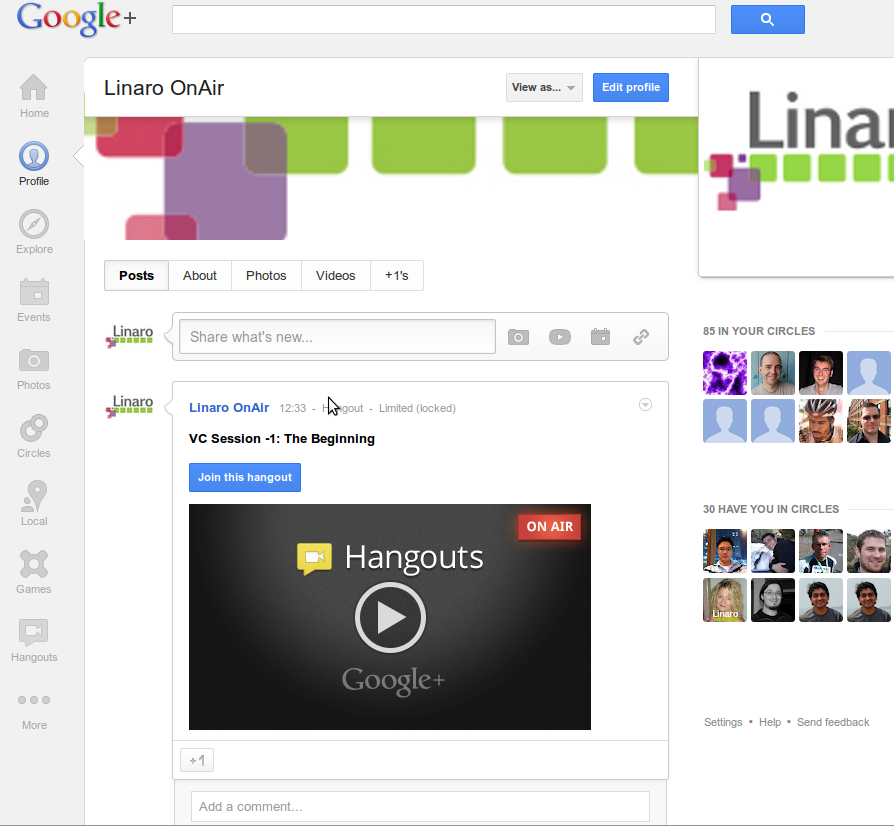 Google+
Linaro OnAir
View as...
Edit profile
Linar
Home
Profile
Explore
Events
Photos
Circles
Local
Games
Hangouts
More
Posts
About
Photos
Videos
+1's
Linaro
Share what's new...
Linaro
Linaro OnAir 12:33 - Hangout - Limited (locked)
VC Session -1: The Beginning
Join this hangout
ON AIR
Hangouts
Google+
+1
Add a comment...
85 IN YOUR CIRCLES
30 HAVE YOU IN CIRCLES
Linaro
Settings • Help • Send feedback